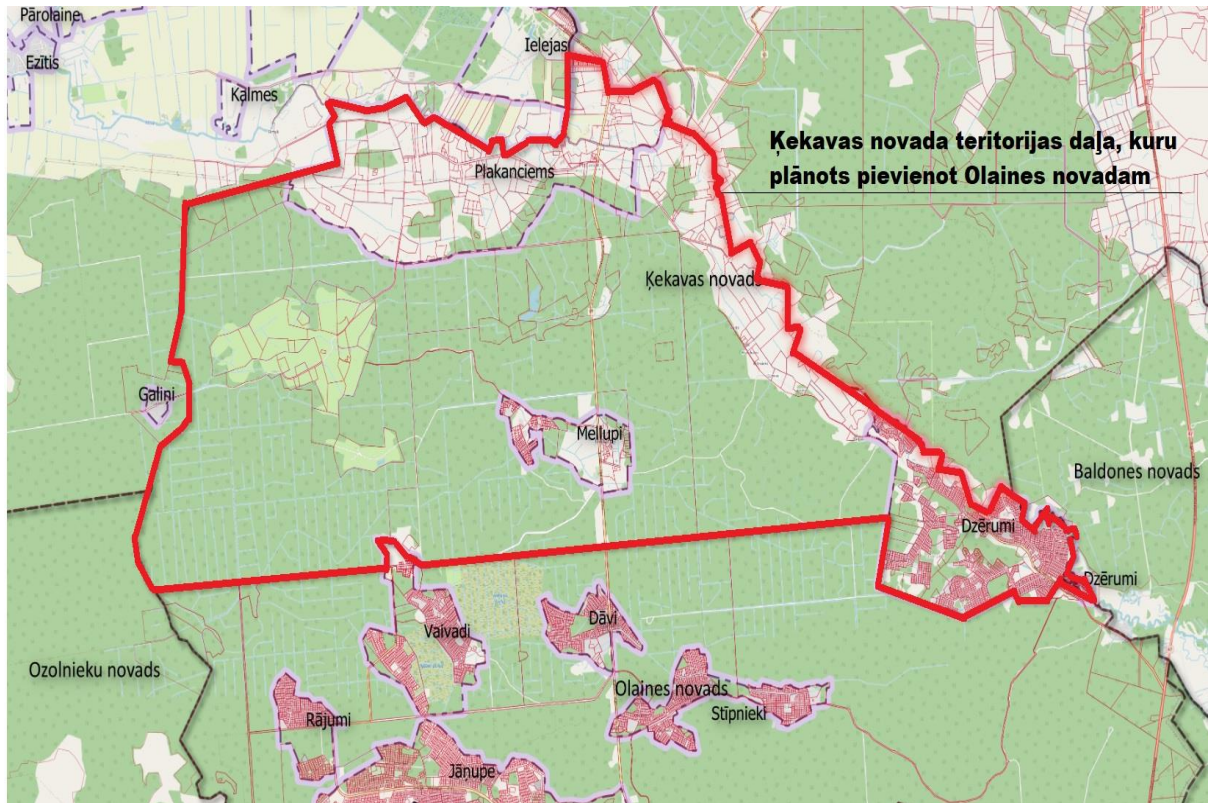 Pārolaine
Ezītis
Ielejas
Kalmes
Ķekavas novada teritorijas daļa, kuru
plānots pievienot Olaines novadam
Plakanciems
Ķekavas novads
Galiņi
Mellupi
Baldones novads
Dzērumi
Dzērumi
Dāvi
Vaivadi
Ozolnieku novads
Olaines novads
Stīpnieki
Rājumi
Jāņupe